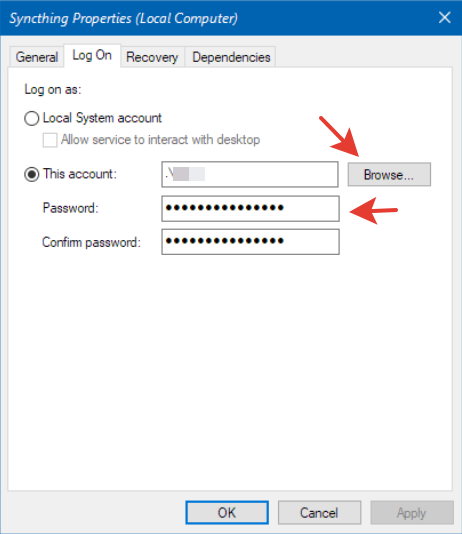 Syncthing Properties (Local Computer)
General Log On Recovery Dependencies
Log on as:
Local System account
Allow service to interact with desktop
This account: .\ Browse...
Password: •••••••••••••••
Confirm password: •••••••••••••••
OK Cancel Apply